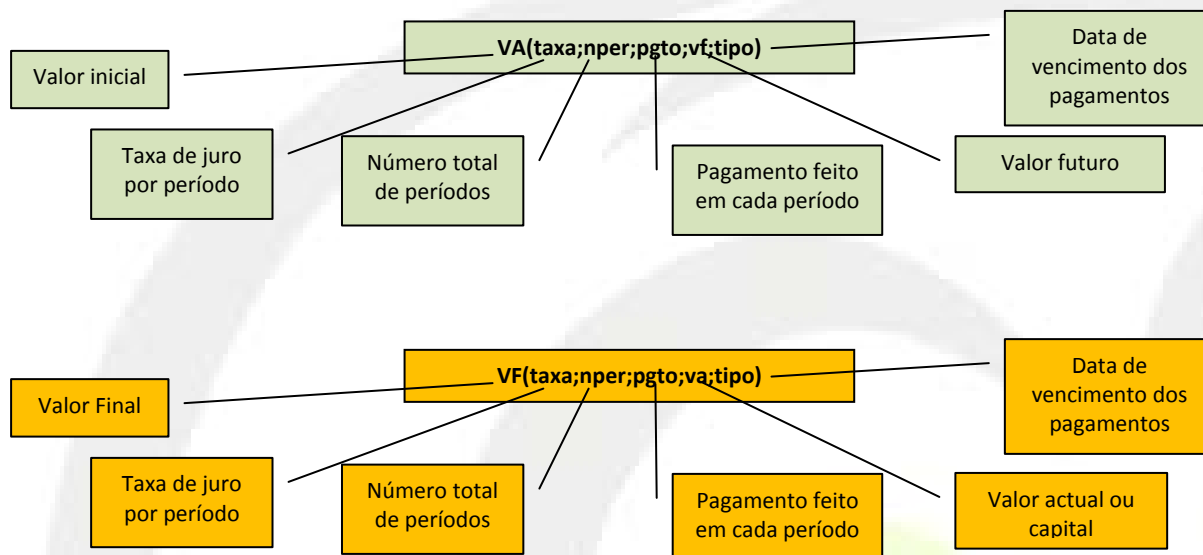 VA(taxa;nper;pgto;vf;tipo)
Data de
vencimento dos
pagamentos
Valor inicial
Taxa de juro
por período
Número total
de períodos
Pagamento feito
em cada período
Valor futuro
VF(taxa;nper;pgto;va;tipo)
Data de
vencimento dos
pagamentos
Valor Final
Taxa de juro
por período
Número total
de períodos
Pagamento feito
em cada período
Valor actual ou
capital